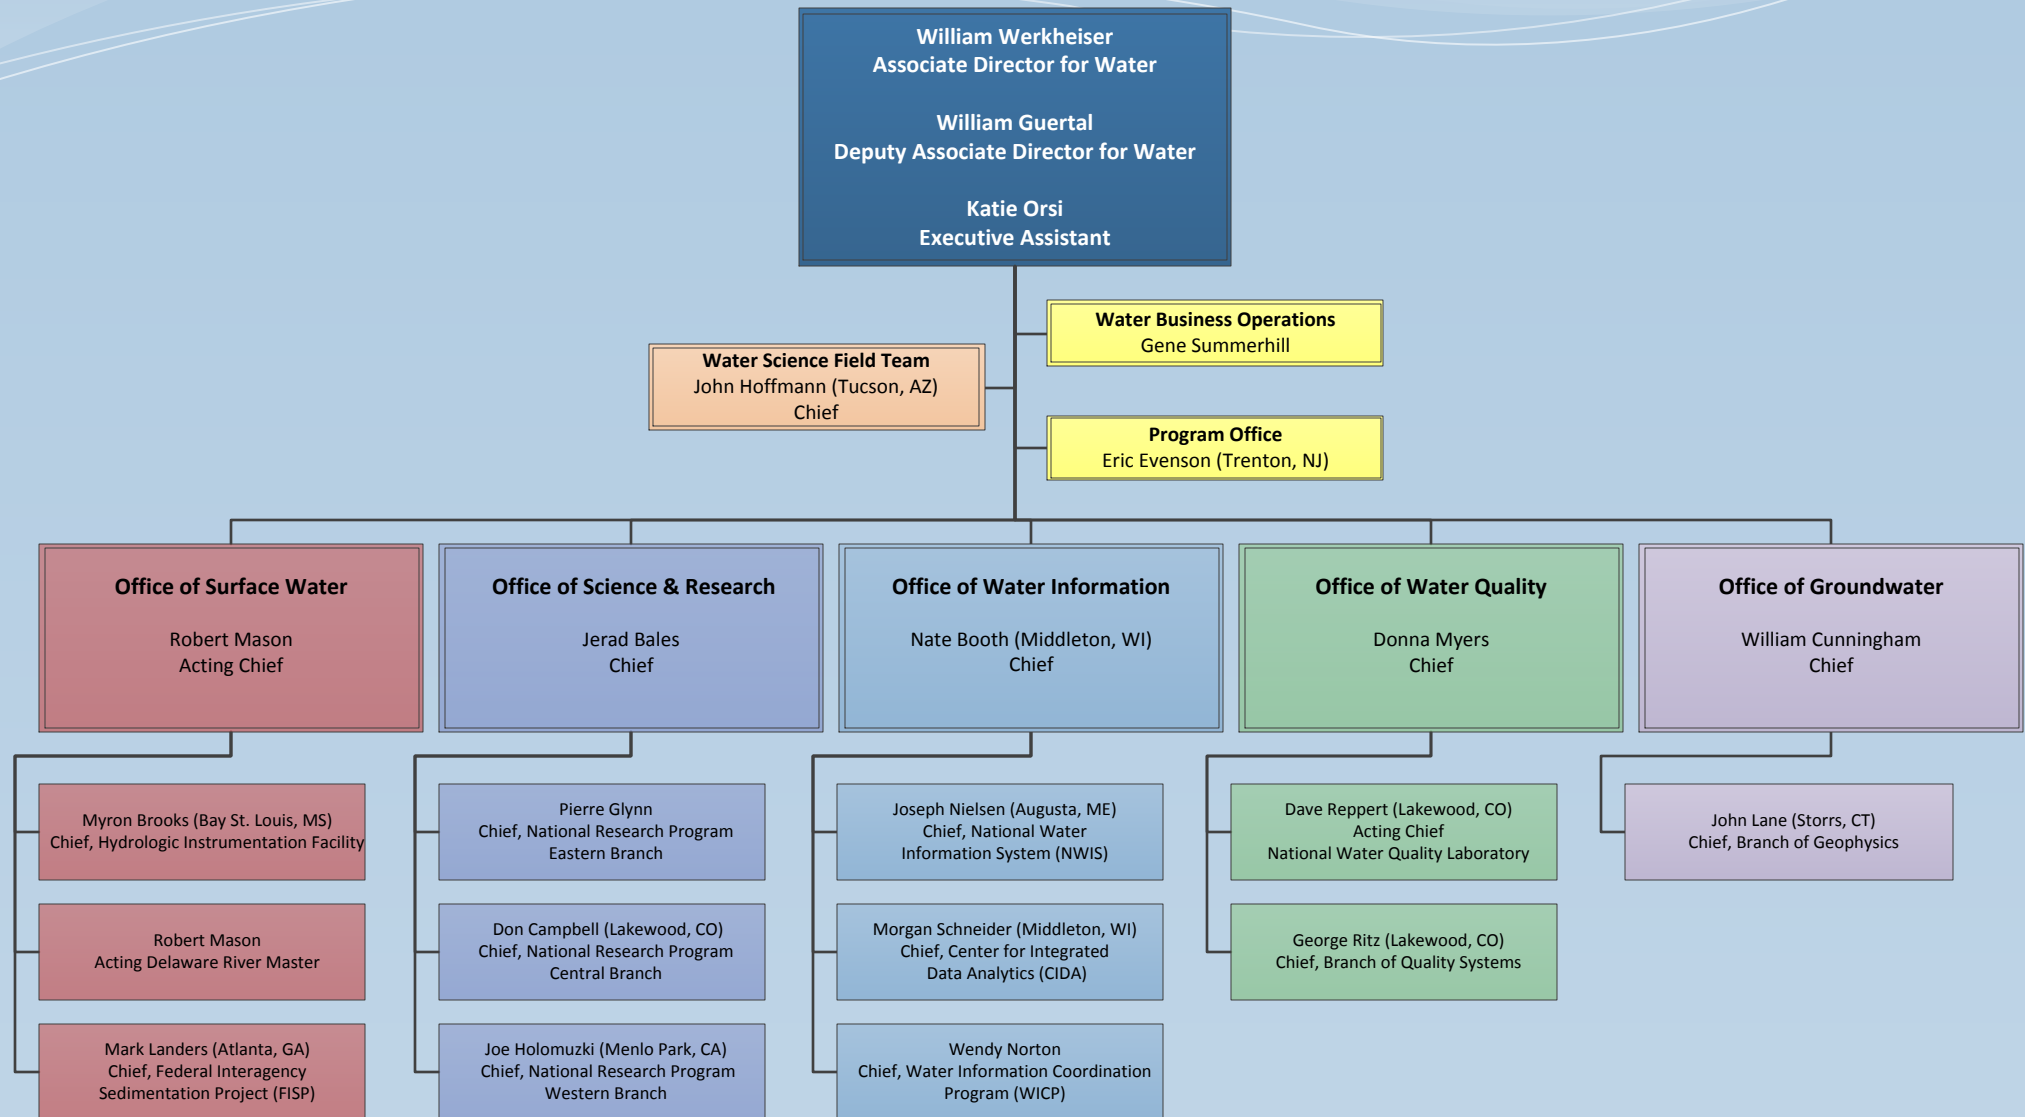 William Werkheiser
Associate Director for Water
William Guertal
Deputy Associate Director for Water
Katie Orsi
Executive Assistant
Water Business Operations
Gene Summerhill
Water Science Field Team
John Hoffmann (Tucson, AZ)
Chief
Program Office
Eric Evenson (Trenton, NJ)
Office of Surface Water
Robert Mason
Acting Chief
Office of Science & Research
Jerad Bales
Chief
Office of Water Information
Nate Booth (Middleton, WI)
Chief
Office of Water Quality
Donna Myers
Chief
Office of Groundwater
William Cunningham
Chief
Myron Brooks (Bay St. Louis, MS)
Chief, Hydrologic Instrumentation Facility
Pierre Glynn
Chief, National Research Program
Eastern Branch
Joseph Nielsen (Augusta, ME)
Chief, National Water
Information System (NWIS)
Dave Reppert (Lakewood, CO)
Acting Chief
National Water Quality Laboratory
John Lane (Storrs, CT)
Chief, Branch of Geophysics
Robert Mason
Acting Delaware River Master
Don Campbell (Lakewood, CO)
Chief, National Research Program
Central Branch
Morgan Schneider (Middleton, WI)
Chief, Center for Integrated
Data Analytics (CIDA)
George Ritz (Lakewood, CO)
Chief, Branch of Quality Systems
Mark Landers (Atlanta, GA)
Chief, Federal Interagency
Sedimentation Project (FISP)
Joe Holomuzki (Menlo Park, CA)
Chief, National Research Program
Western Branch
Wendy Norton
Chief, Water Information Coordination
Program (WICP)